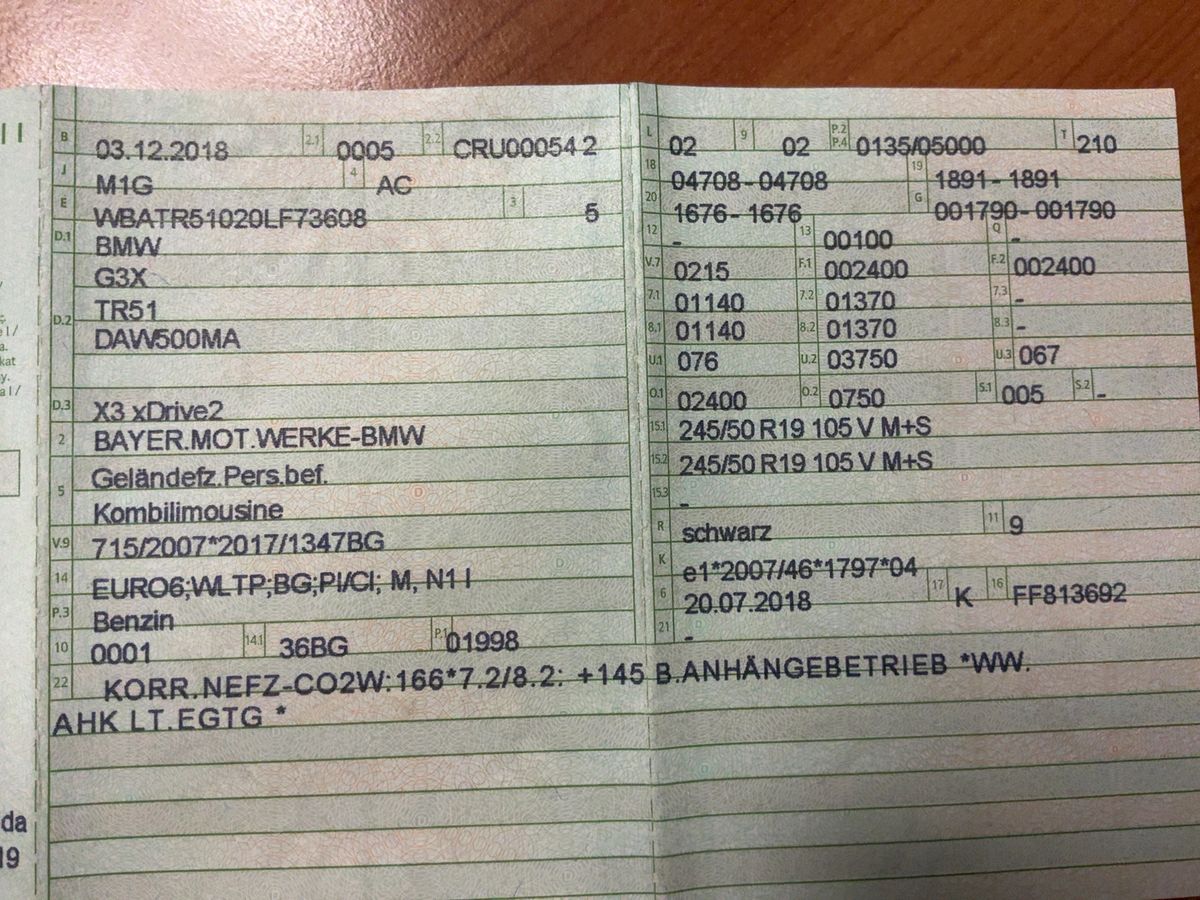 B 03.12.2018 2.1 0005 2.2 CRU00054 2
J M1G 4 AC
E WBATR51020LF73608 3 5
D.1 BMW
G3X
D.2 TR51
DAW500MA
D.3 X3 xDrive2
2 BAYER.MOT.WERKE-BMW
5 Geländefz.Pers.bef.
Kombilimousine
V.9 715/2007*2017/1347BG
14 EURO6;WLTP;BG;PI/CI; M, N1 I
P.3 Benzin
10 0001 14.1 36BG P.1 01998
L 02 9 02 P.2 P.4 0135/05000 T 210
18 04708-04708 19 1891-1891
20 1676-1676 G 001790-001790
12 - 13 00100 Q -
V.7 0215 F.1 002400 F.2 002400
7.1 01140 7.2 01370 7.3 -
8.1 01140 8.2 01370 8.3 -
U.1 076 U.2 03750 U.3 067
O.1 02400 O.2 0750 S.1 005 S.2 -
15.1 245/50 R19 105 V M+S
15.2 245/50 R19 105 V M+S
15.3 -
R schwarz 11 9
K e1*2007/46*1797*04
6 20.07.2018 17 K 16 FF813692
21 -
22 KORR.NEFZ-CO2W:166*7.2/8.2: +145 B.ANHÄNGEBETRIEB *WW.
AHK LT.EGTG *
da
19